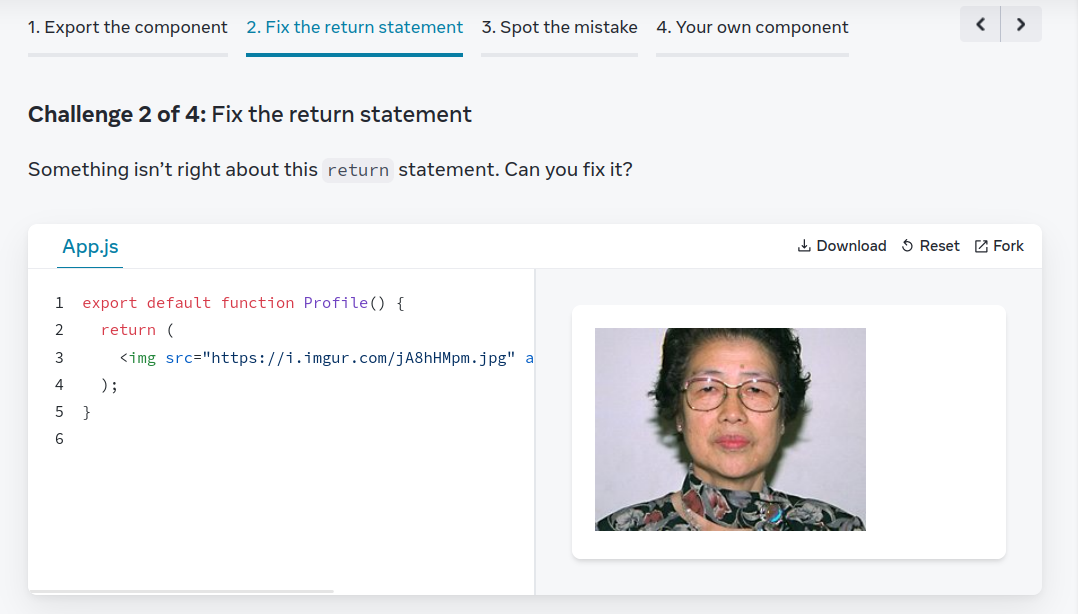 1. Export the component 2. Fix the return statement 3. Spot the mistake 4. Your own component
Challenge 2 of 4: Fix the return statement
Something isn’t right about this return statement. Can you fix it?
App.js Download Reset Fork
1 export default function Profile() {
2 return (
3 <img src="https://i.imgur.com/jA8hHMpm.jpg" a
4 );
5 }
6